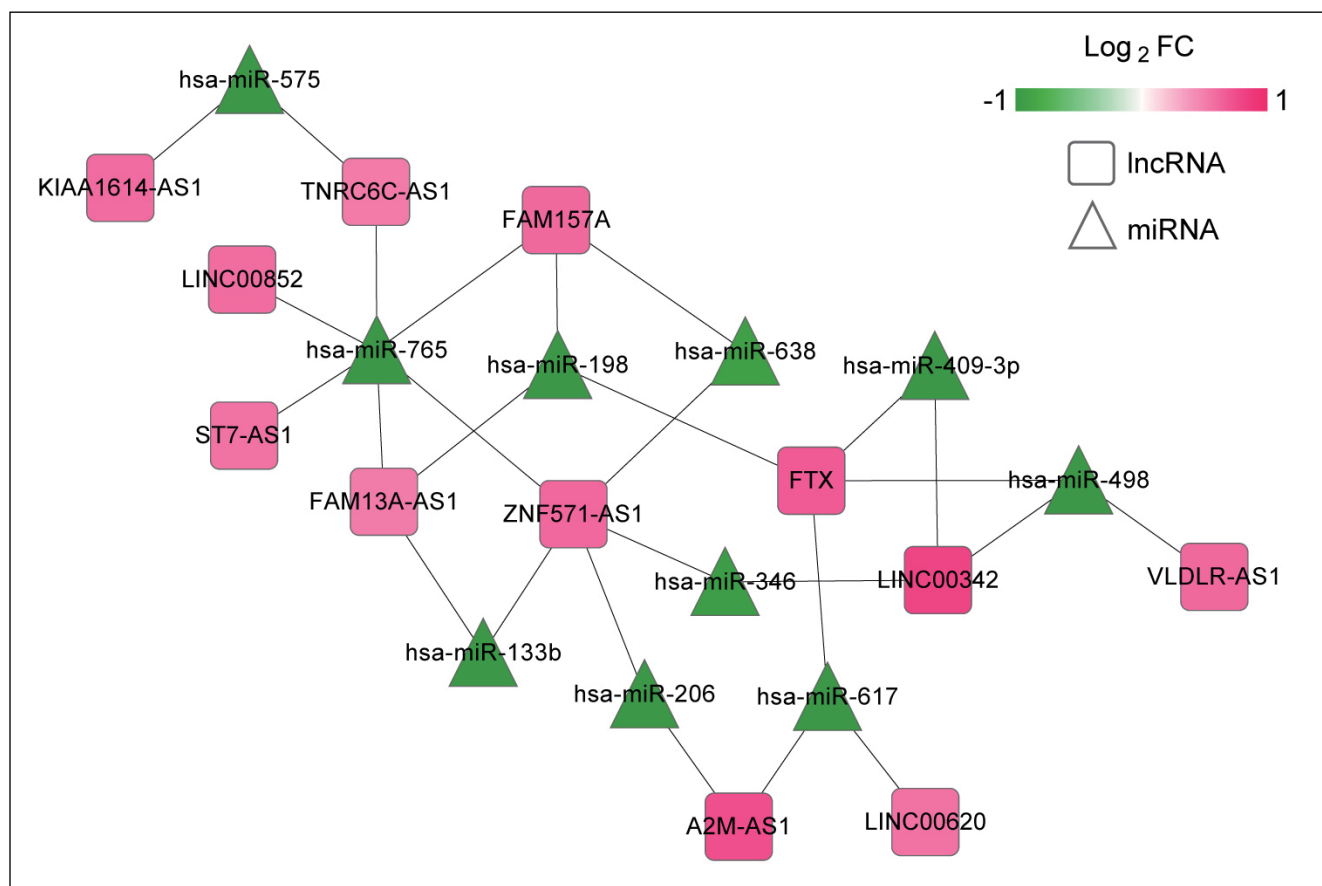 Log 2 FC
-1
1
lncRNA
miRNA
hsa-miR-575
KIAA1614-AS1
TNRC6C-AS1
FAM157A
LINC00852
hsa-miR-765
hsa-miR-198
hsa-miR-638
hsa-miR-409-3p
ST7-AS1
FAM13A-AS1
ZNF571-AS1
FTX
hsa-miR-498
hsa-miR-346
LINC00342
VLDLR-AS1
hsa-miR-133b
hsa-miR-206
hsa-miR-617
A2M-AS1
LINC00620